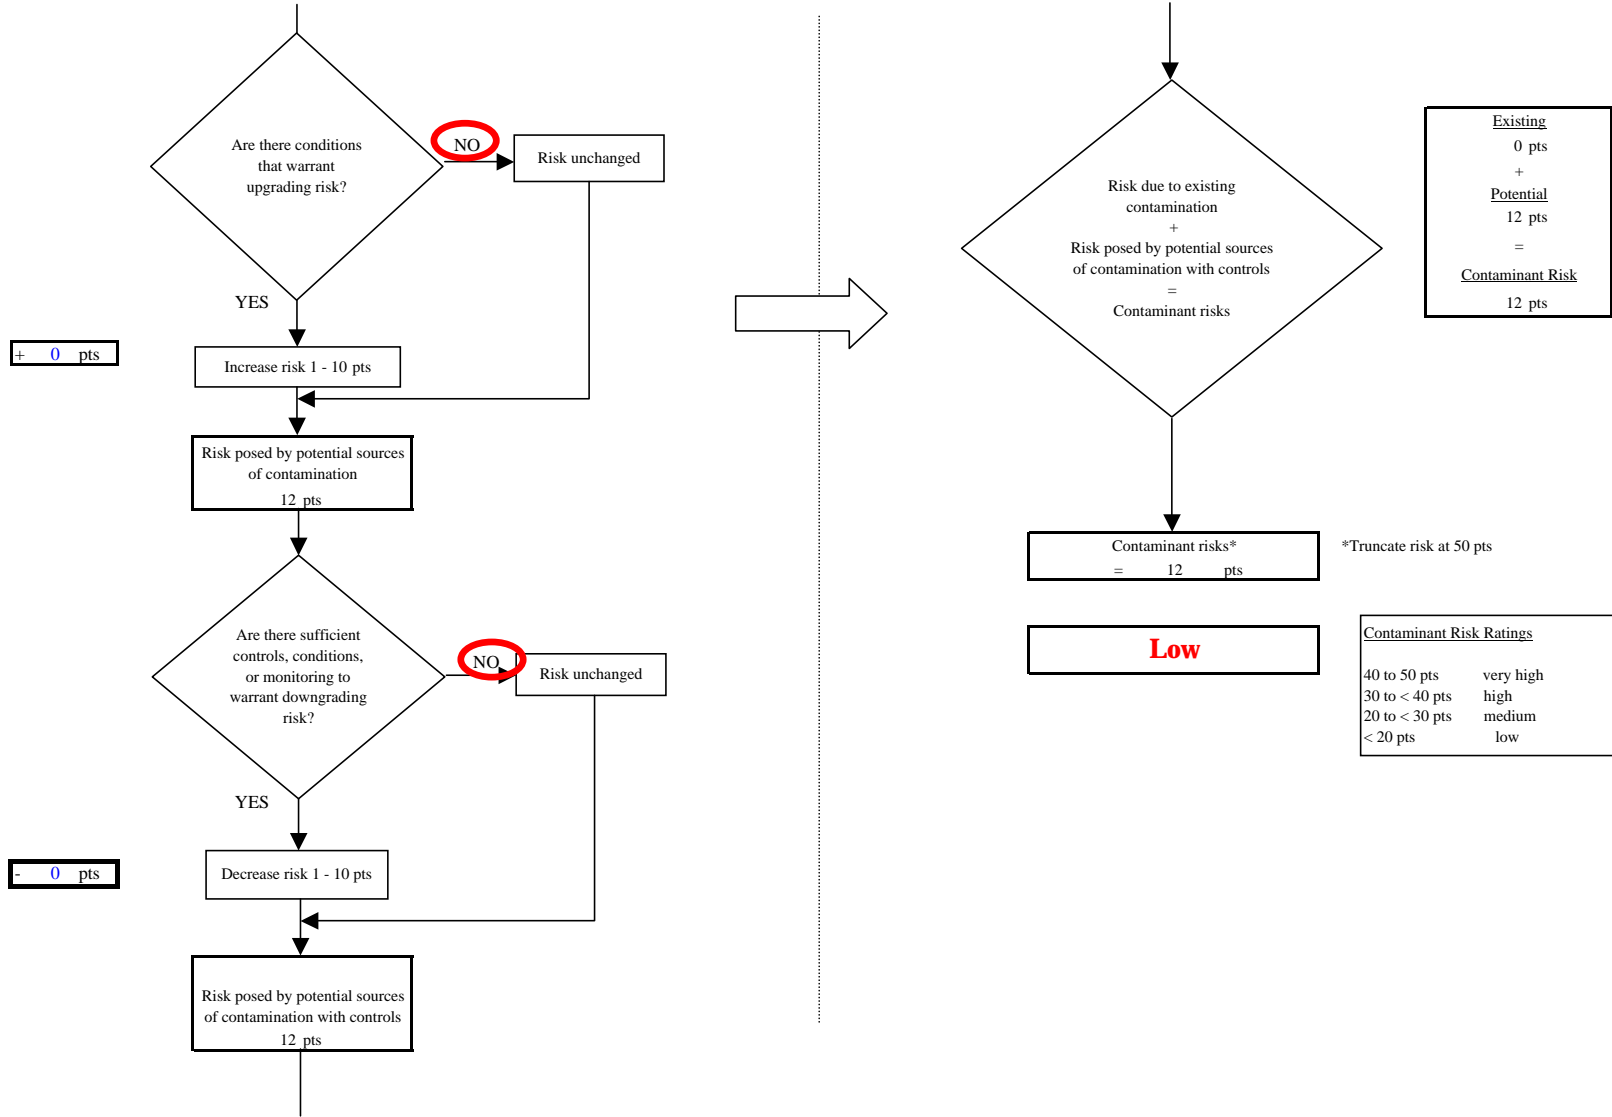 Are there conditions
that warrant
upgrading risk?
NO
Risk unchanged
YES
+ 0 pts
Increase risk 1 - 10 pts
Risk posed by potential sources
of contamination
12 pts
Are there sufficient
controls, conditions,
or monitoring to
warrant downgrading
risk?
NO
Risk unchanged
YES
- 0 pts
Decrease risk 1 - 10 pts
Risk posed by potential sources
of contamination with controls
12 pts
Risk due to existing
contamination
+
Risk posed by potential sources
of contamination with controls
=
Contaminant risks
Existing
0 pts
+
Potential
12 pts
=
Contaminant Risk
12 pts
Contaminant risks*
= 12 pts
*Truncate risk at 50 pts
Low
Contaminant Risk Ratings
40 to 50 pts very high
30 to < 40 pts high
20 to < 30 pts medium
< 20 pts low